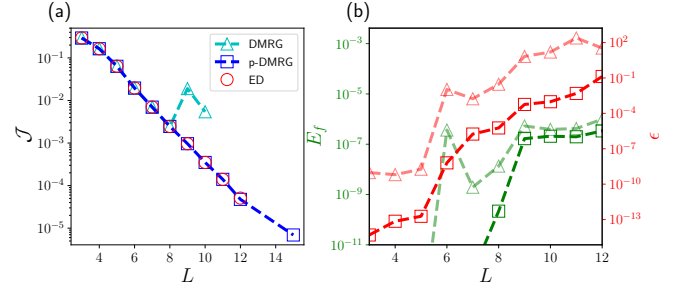 (a)
(b)
DMRG
p-DMRG
ED
10⁻¹
10⁻²
10⁻³
10⁻⁴
10⁻⁵
𝒥
4 6 8 10 12 14
L
10⁻³
10⁻⁵
10⁻⁷
10⁻⁹
10⁻¹¹
E_f
4 6 8 10 12
L
10²
10⁻¹
10⁻⁴
10⁻⁷
10⁻¹⁰
10⁻¹³
ϵ